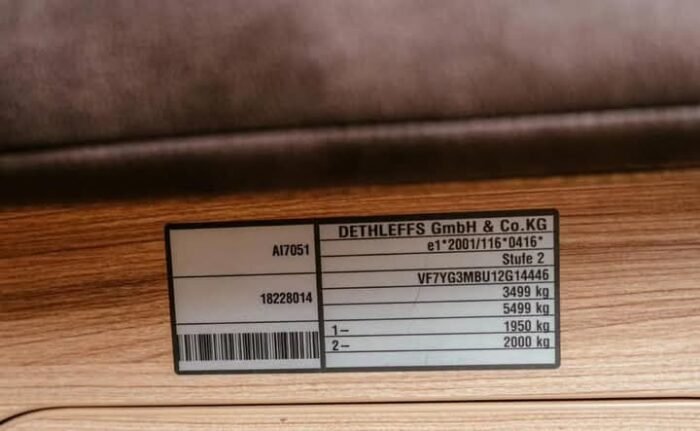 AI7051
18228014
DETHLEFFS GmbH & Co.KG
e1*2001/116*0416*
Stufe 2
VF7YG3MBU12G14446
3499 kg
5499 kg
1– 1950 kg
2– 2000 kg